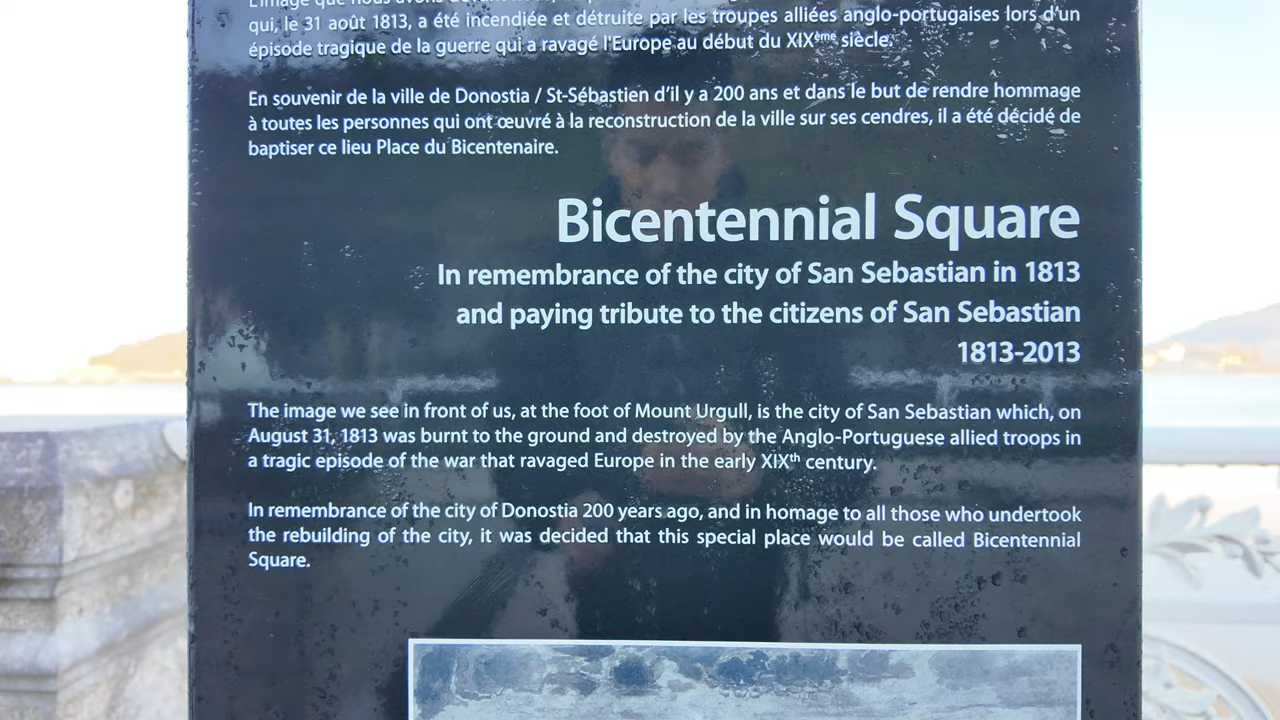 qui, le 31 août 1813, a été incendiée et détruite par les troupes alliées anglo-portugaises lors d'un
épisode tragique de la guerre qui a ravagé l'Europe au début du XIXème siècle.
En souvenir de la ville de Donostia / St-Sébastien d'il y a 200 ans et dans le but de rendre hommage
à toutes les personnes qui ont œuvré à la reconstruction de la ville sur ses cendres, il a été décidé de
baptiser ce lieu Place du Bicentenaire.
Bicentennial Square
In remembrance of the city of San Sebastian in 1813
and paying tribute to the citizens of San Sebastian
1813-2013
The image we see in front of us, at the foot of Mount Urgull, is the city of San Sebastian which, on
August 31, 1813 was burnt to the ground and destroyed by the Anglo-Portuguese allied troops in
a tragic episode of the war that ravaged Europe in the early XIXth century.
In remembrance of the city of Donostia 200 years ago, and in homage to all those who undertook
the rebuilding of the city, it was decided that this special place would be called Bicentennial
Square.